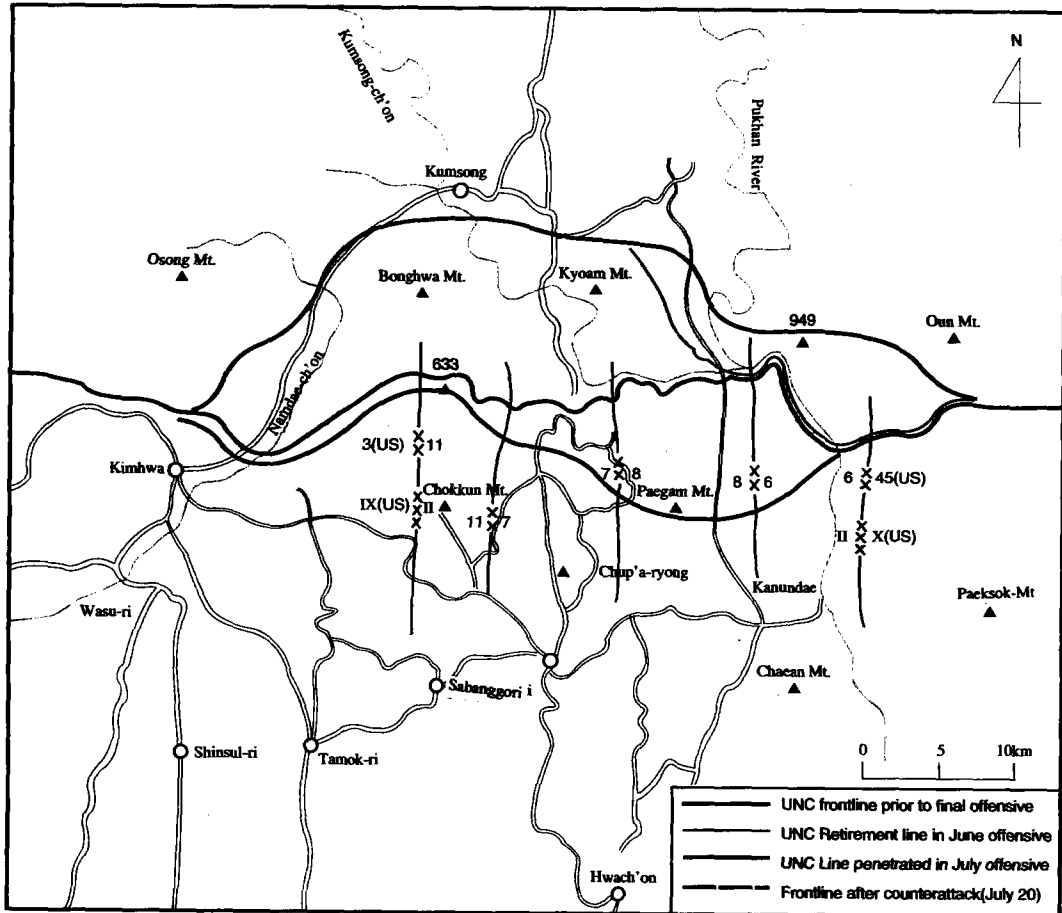 N
Kumsong-ch'on
Pukhan River
Kumsong
Osong Mt.
Bonghwa Mt.
Kyoam Mt.
949
Oun Mt.
633
Namdae-ch'on
3(US) 11
Kimhwa
7 8
8 6
6 45(US)
IX(US) II
Chokkun Mt.
Paegam Mt.
11 7
II X(US)
Chup'a-ryong
Kanundae
Wasu-ri
Paeksok-Mt
Chaean Mt.
Sabanggori i
Shinsul-ri
Tamok-ri
0 5 10km
Hwach'on
UNC frontline prior to final offensive
UNC Retirement line in June offensive
UNC Line penetrated in July offensive
Frontline after counterattack(July 20)